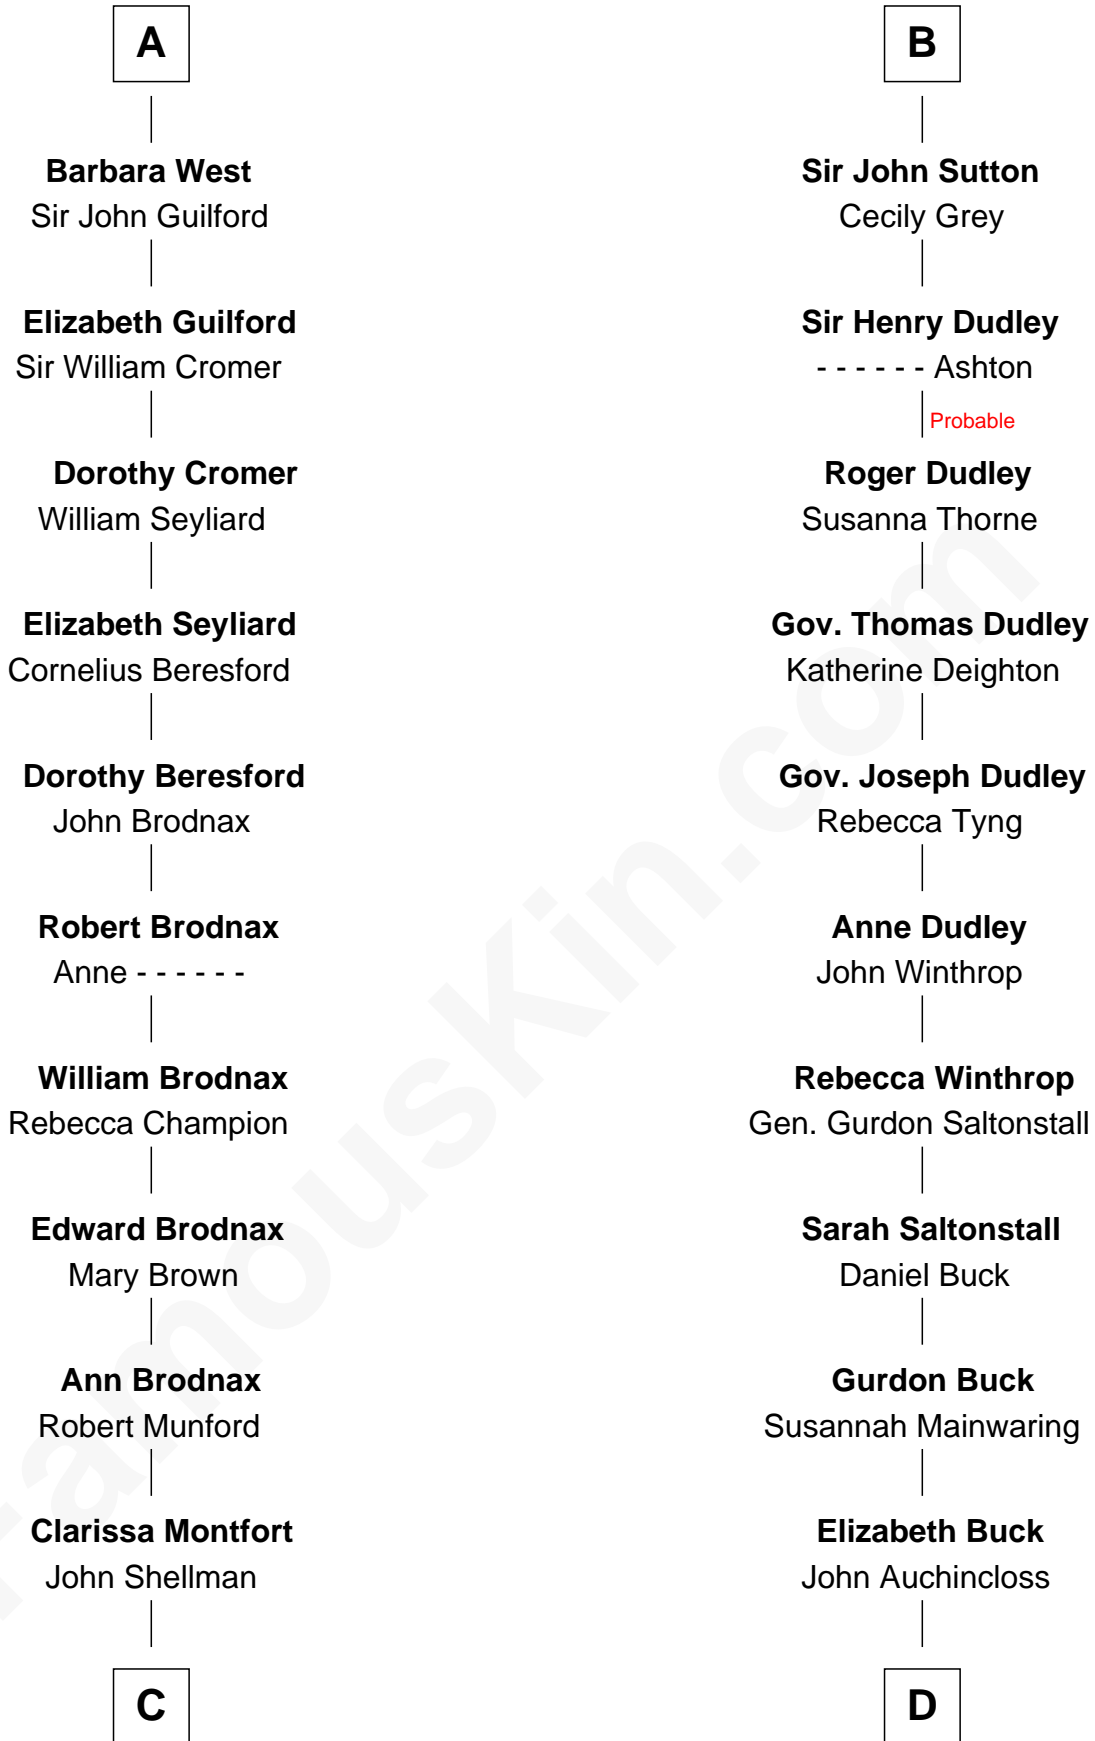 A
Barbara West
Sir John Guilford
Elizabeth Guilford
Sir William Cromer
Dorothy Cromer
William Seyliard
Elizabeth Seyliard
Cornelius Beresford
Dorothy Beresford
John Brodnax
Robert Brodnax
Anne - - - - - -
William Brodnax
Rebecca Champion
Edward Brodnax
Mary Brown
Ann Brodnax
Robert Munford
Clarissa Montfort
John Shellman
C
B
Sir John Sutton
Cecily Grey
Sir Henry Dudley
- - - - - - Ashton
Probable
Roger Dudley
Susanna Thorne
Gov. Thomas Dudley
Katherine Deighton
Gov. Joseph Dudley
Rebecca Tyng
Anne Dudley
John Winthrop
Rebecca Winthrop
Gen. Gurdon Saltonstall
Sarah Saltonstall
Daniel Buck
Gurdon Buck
Susannah Mainwaring
Elizabeth Buck
John Auchincloss
D
FamousKin.com